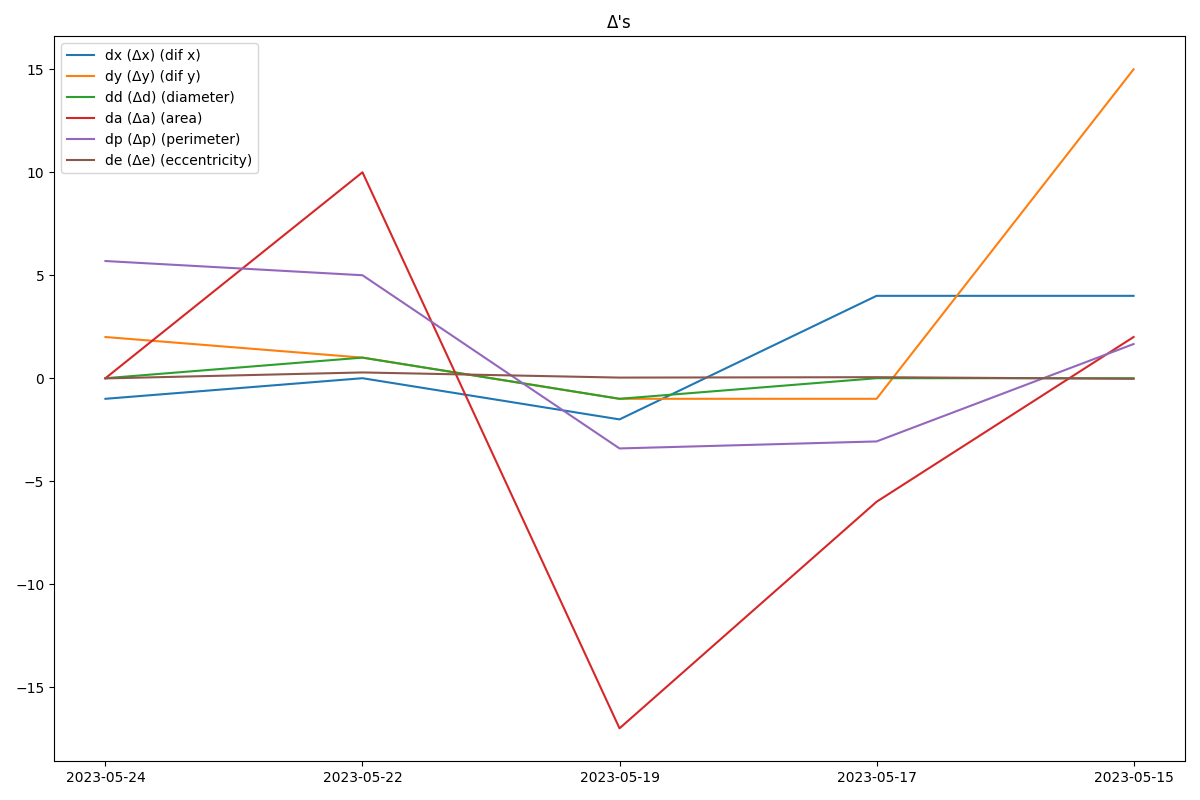 Δ's
dx (Δx) (dif x)
dy (Δy) (dif y)
dd (Δd) (diameter)
da (Δa) (area)
dp (Δp) (perimeter)
de (Δe) (eccentricity)
15
10
5
0
−5
−10
−15
2023-05-24 2023-05-22 2023-05-19 2023-05-17 2023-05-15